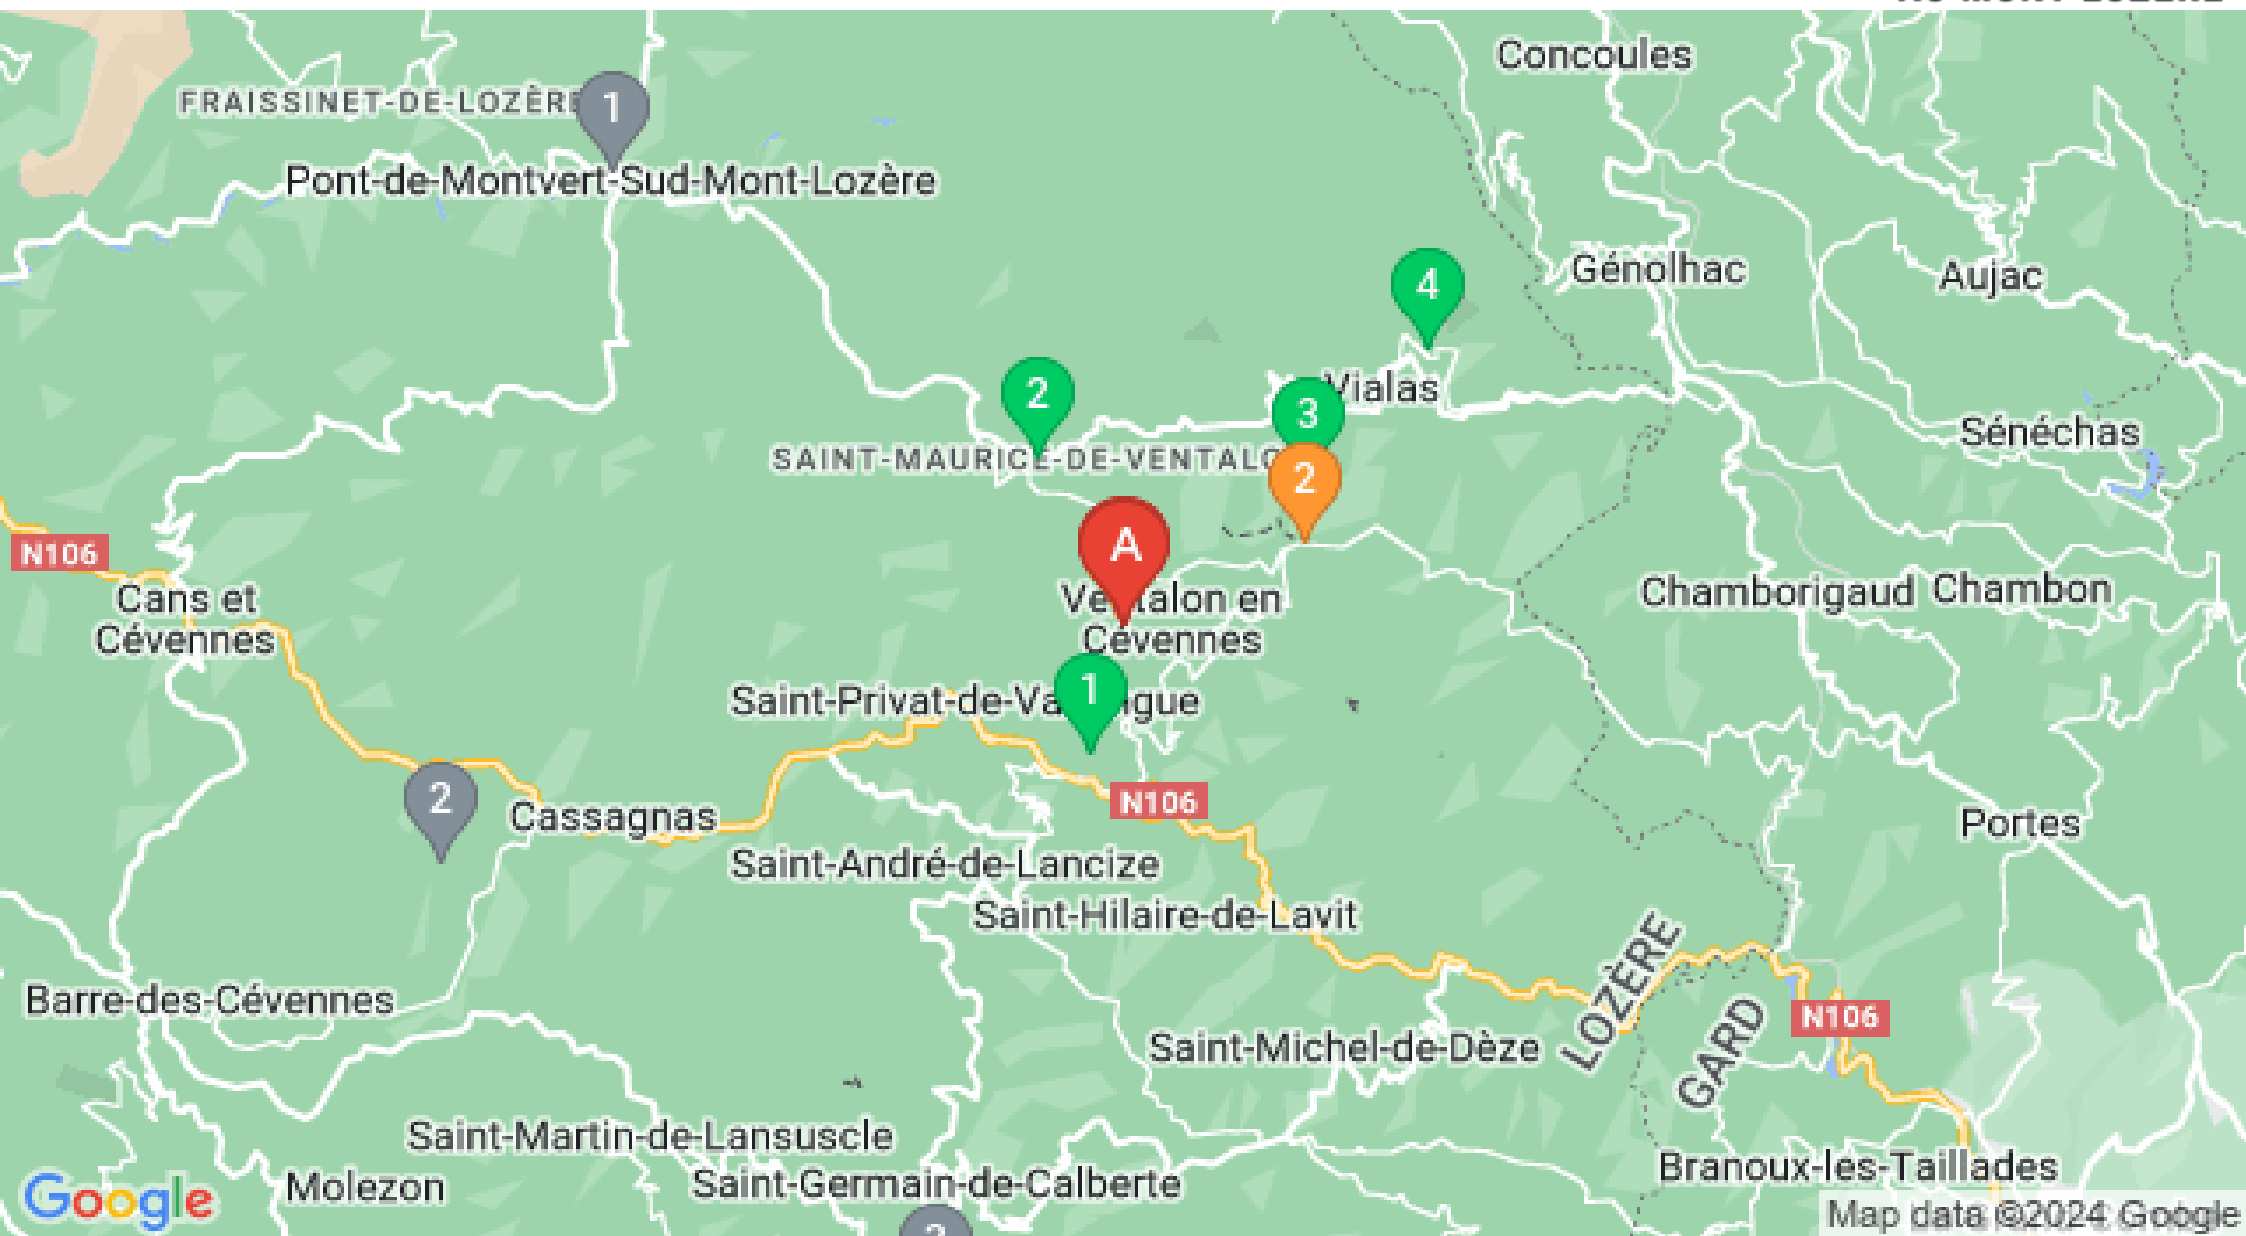 Concoules
FRAISSINET-DE-LOZÈRE
1
Pont-de-Montvert-Sud-Mont-Lozère
Génolhac
Aujac
4
2
Vialas
3
Sénéchas
SAINT-MAURICE-DE-VENTALO
2
A
N106
Cans et
Cévennes
Ventalon en
Cévennes
Chamborigaud
Chambon
Saint-Privat-de-Va
gue
1
2
Cassagnas
N106
Portes
Saint-André-de-Lancize
Saint-Hilaire-de-Lavit
Barre-des-Cévennes
LOZÈRE
GARD
N106
Saint-Michel-de-Dèze
Saint-Martin-de-Lansuscle
Molezon
Saint-Germain-de-Calberte
Branoux-les-Taillades
Google
Map data ©2024 Google